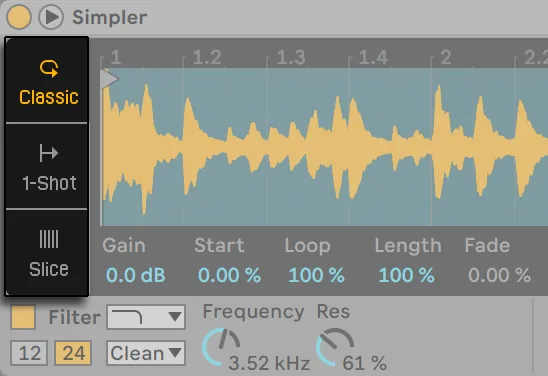 Simpler
1 1.2 1.3 1.4 2 2.2
Classic
1-Shot
Slice
Gain Start Loop Length Fade
0.0 dB 0.00 % 100 % 100 % 0.00 %
Filter Frequency Res
12 24 Clean 3.52 kHz 61 %